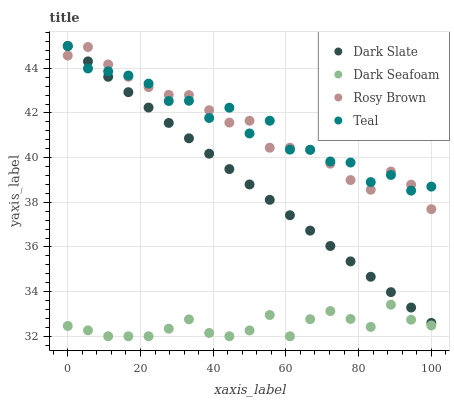 title
Dark Slate
Dark Seafoam
Rosy Brown
Teal
yaxis_label
44
42
40
38
36
34
32
0 20 40 60 80 100
xaxis_label